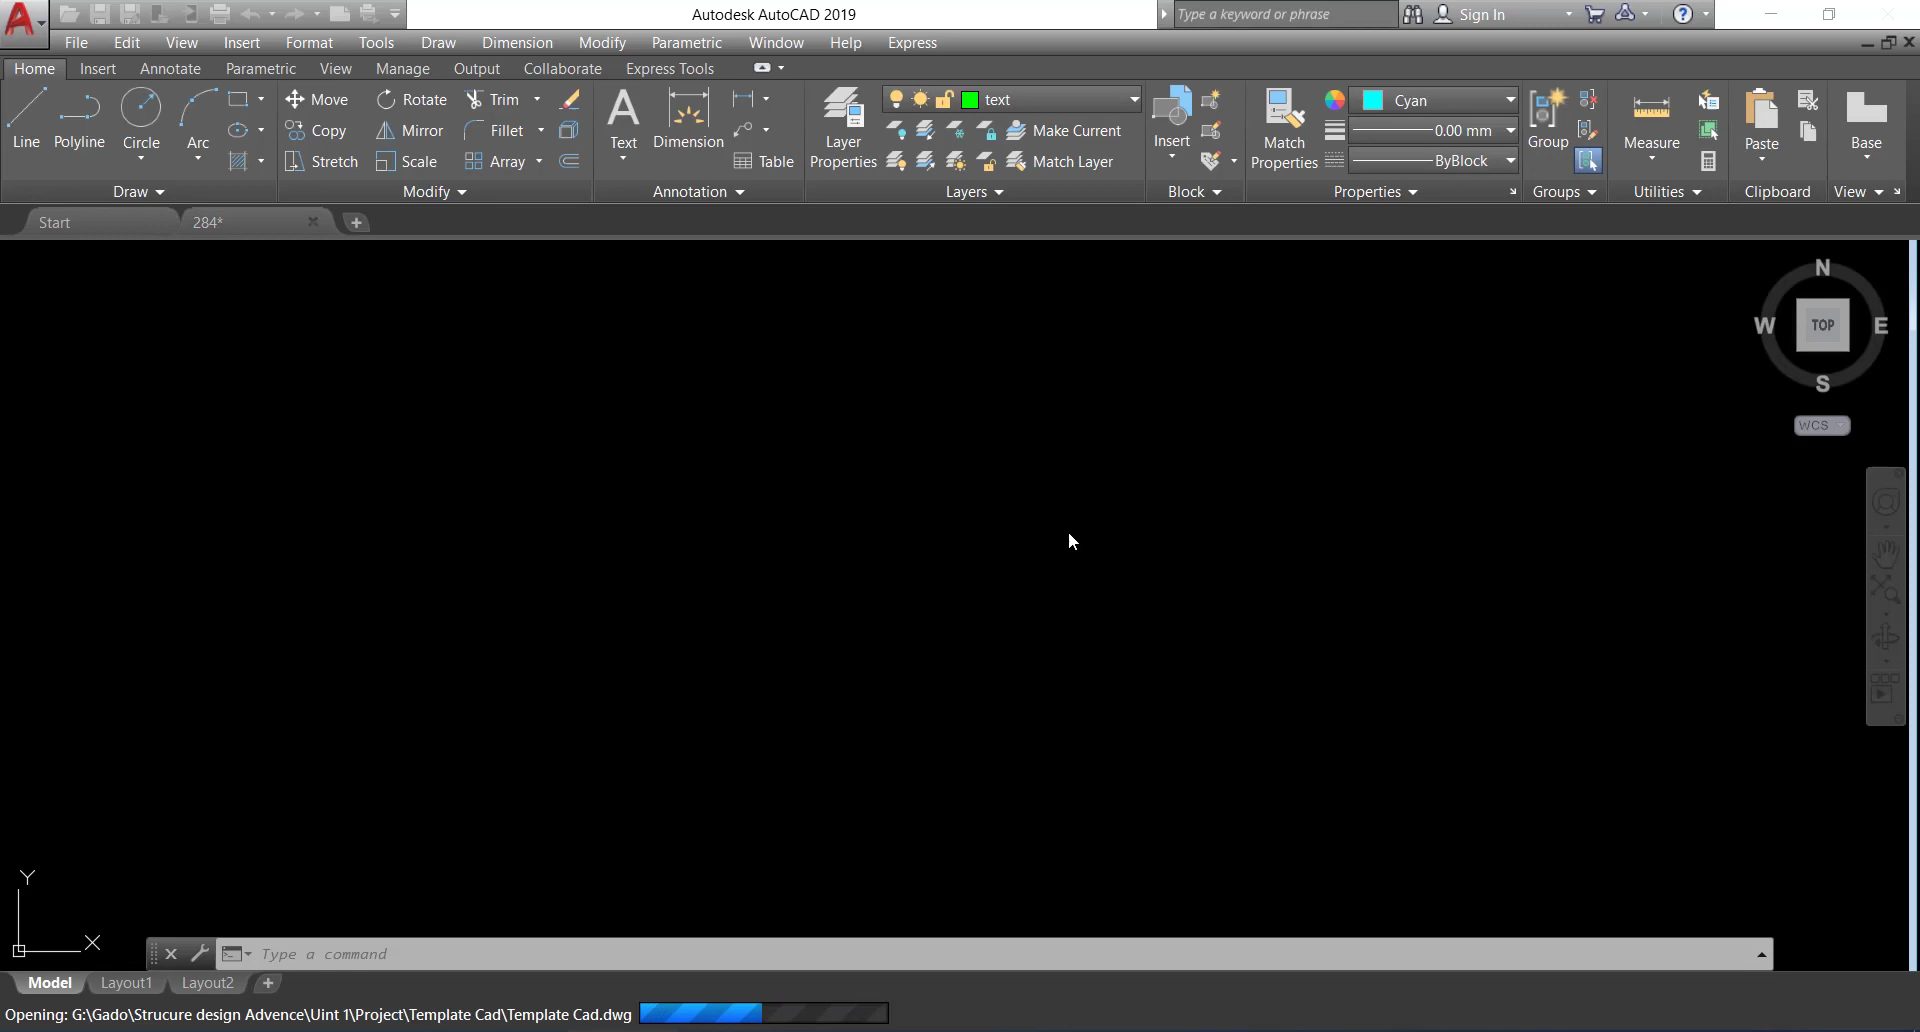 Autodesk AutoCAD 2019
Type a keyword or phrase
Sign In
File Edit View Insert Format Tools Draw Dimension Modify Parametric Window Help Express
Home Insert Annotate Parametric View Manage Output Collaborate Express Tools
Line Polyline Circle Arc
Move Rotate Trim
Copy Mirror Fillet
Stretch Scale Array
Text Dimension Table
Layer Properties
text
Make Current
Match Layer
Insert
Match Properties
Cyan
0.00 mm
ByBlock
Group
Measure
Paste
Base
Draw Modify Annotation Layers Block Properties Groups Utilities Clipboard View
Start 284*
N
W TOP E
S
WCS
Y
X
Type a command
Model Layout1 Layout2
Opening: G:\Gado\Strucure design Advence\Uint 1\Project\Template Cad\Template Cad.dwg